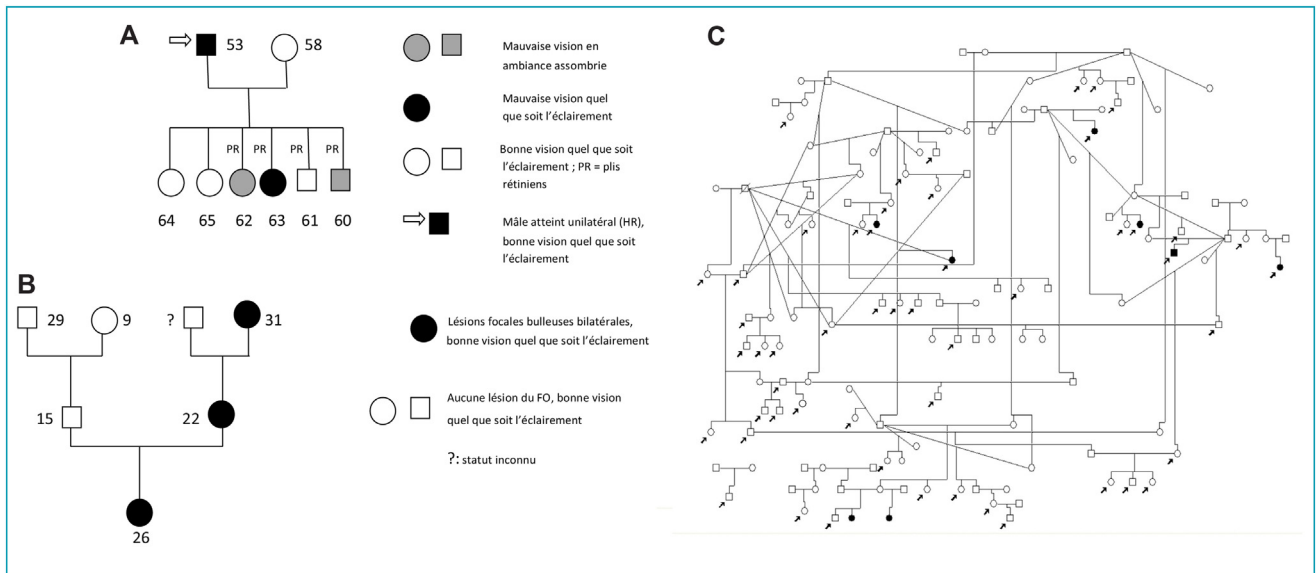 A
53
58
PR
PR
PR
PR
64
65
62
63
61
60
Mauvaise vision en
ambiance assombrie
Mauvaise vision quel
que soit l’éclairement
Bonne vision quel que soit
l’éclairement ; PR = plis
rétiniens
Mâle atteint unilatéral (HR),
bonne vision quel que soit
l’éclairement
B
29
9
?
31
15
22
26
Lésions focales bulleuses bilatérales,
bonne vision quel que soit l’éclairement
Aucune lésion du FO, bonne vision
quel que soit l’éclairement
?: statut inconnu
C